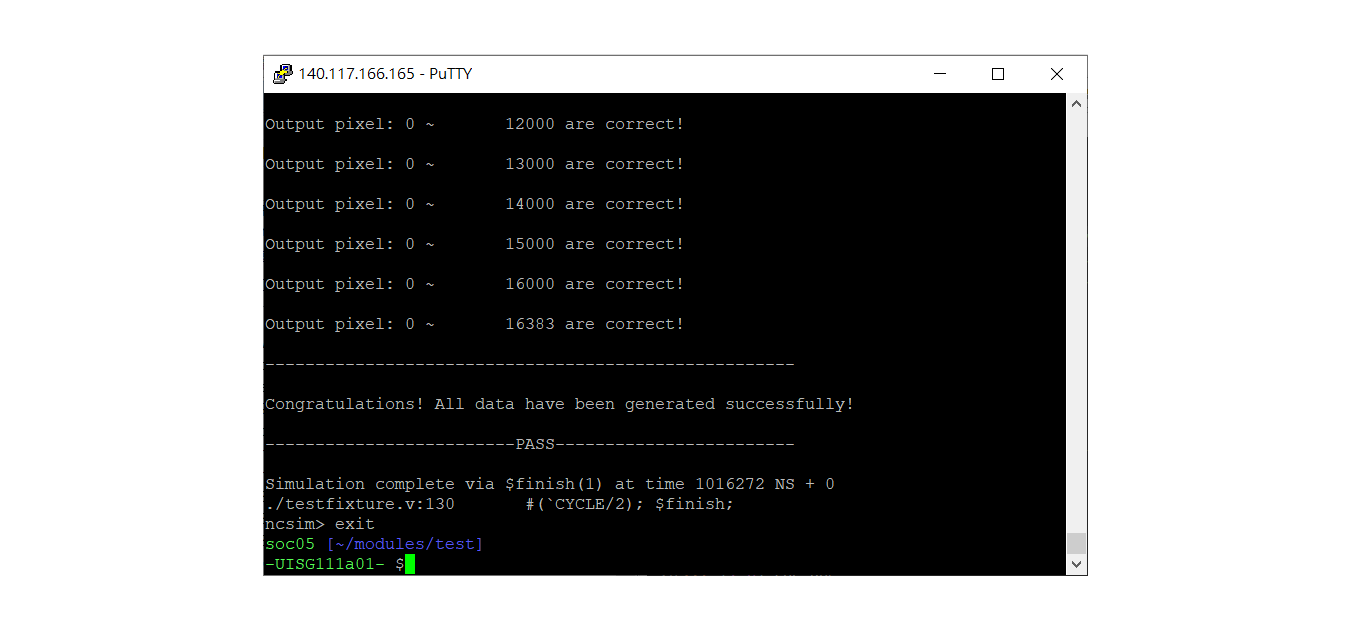 140.117.166.165 - PuTTY
Output pixel: 0 ~       12000 are correct!
Output pixel: 0 ~       13000 are correct!
Output pixel: 0 ~       14000 are correct!
Output pixel: 0 ~       15000 are correct!
Output pixel: 0 ~       16000 are correct!
Output pixel: 0 ~       16383 are correct!
-----------------------------------------------------
Congratulations! All data have been generated successfully!
-------------------------PASS------------------------
Simulation complete via $finish(1) at time 1016272 NS + 0
./testfixture.v:130       #(`CYCLE/2); $finish;
ncsim> exit
soc05 [~/modules/test]
-UISG111a01- $